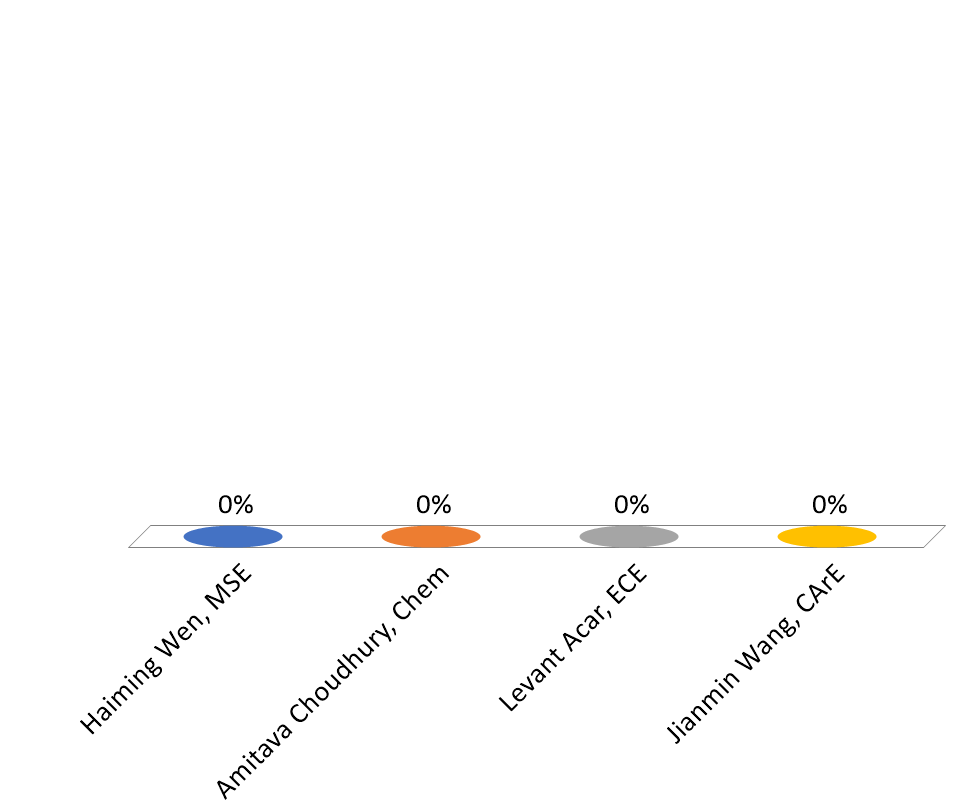 0%
0%
0%
0%
Haiming Wen, MSE
Amitava Choudhury, Chem
Levant Acar, ECE
Jianmin Wang, CArE